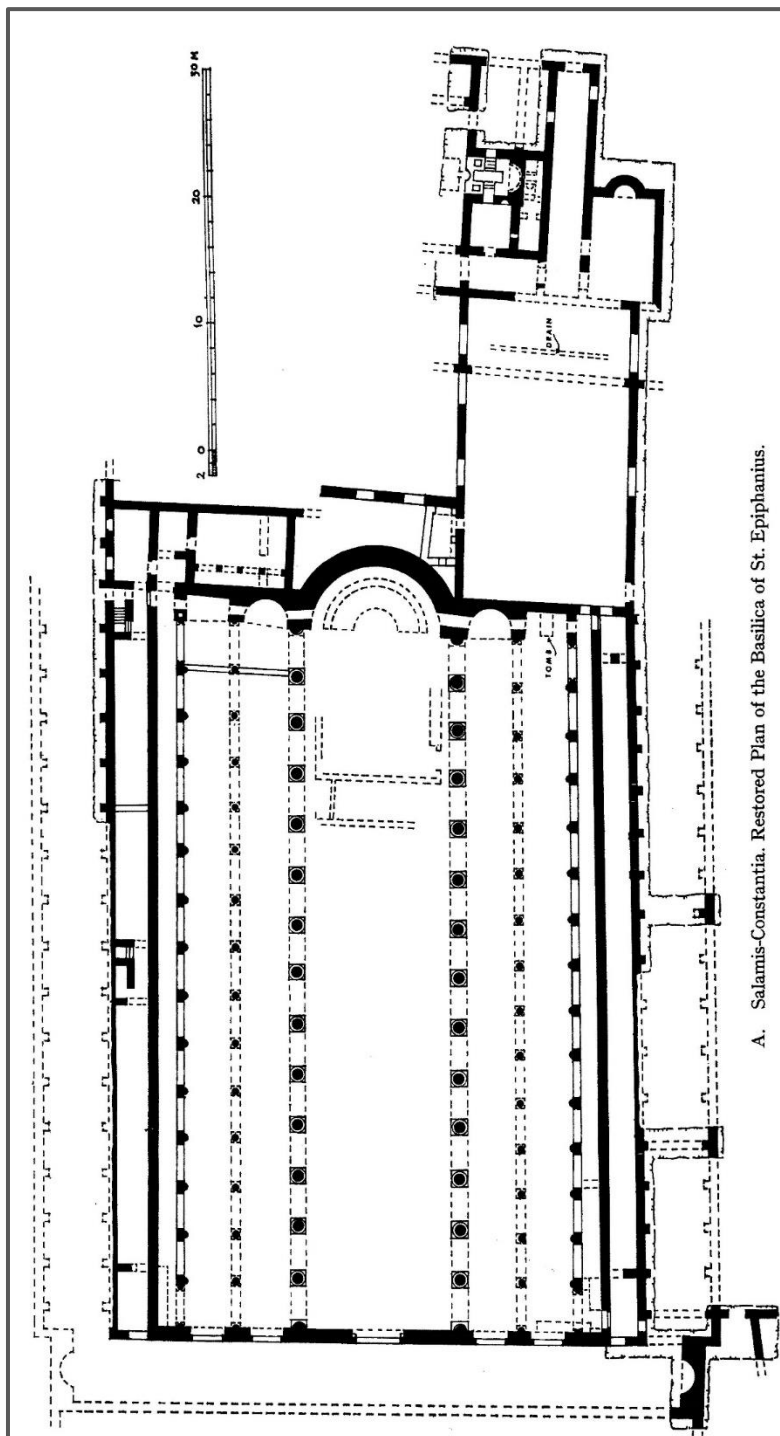 2 0 10 20 30 M
DRAIN
TOMB
A. Salamis-Constantia. Restored Plan of the Basilica of St. Epiphanius.